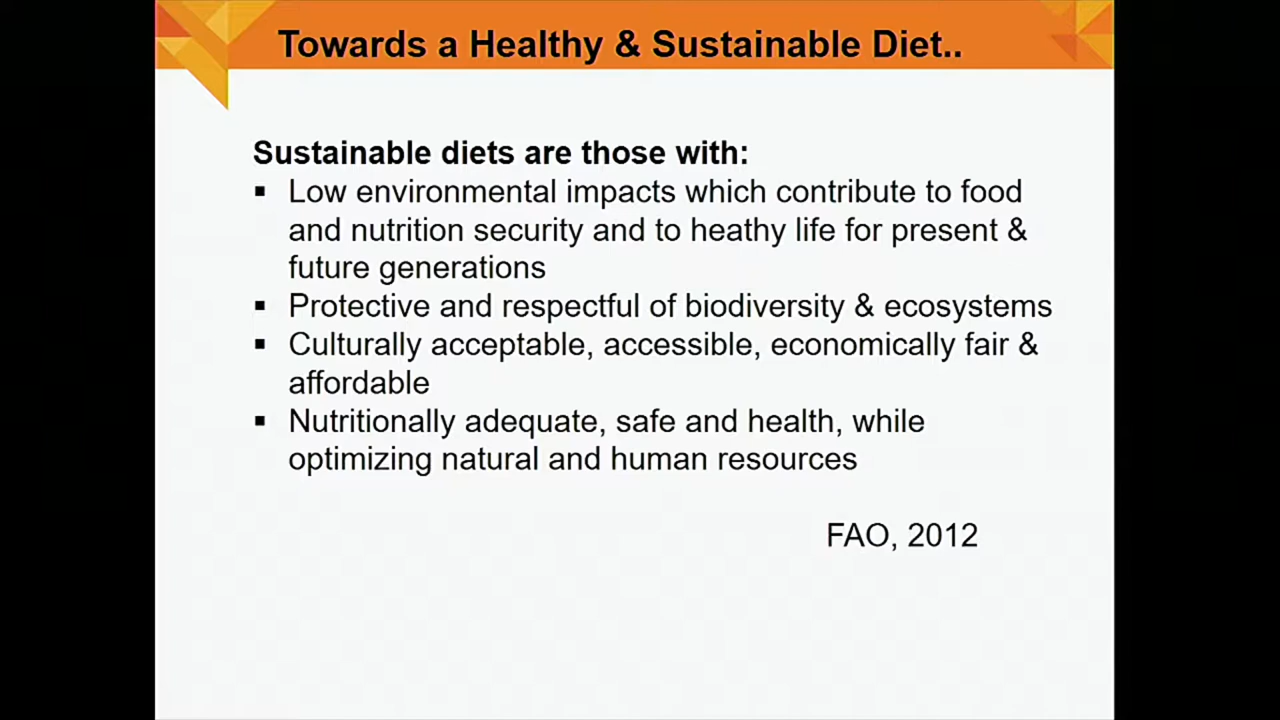 Towards a Healthy & Sustainable Diet..
Sustainable diets are those with:
▪ Low environmental impacts which contribute to food
and nutrition security and to heathy life for present &
future generations
▪ Protective and respectful of biodiversity & ecosystems
▪ Culturally acceptable, accessible, economically fair &
affordable
▪ Nutritionally adequate, safe and health, while
optimizing natural and human resources
FAO, 2012